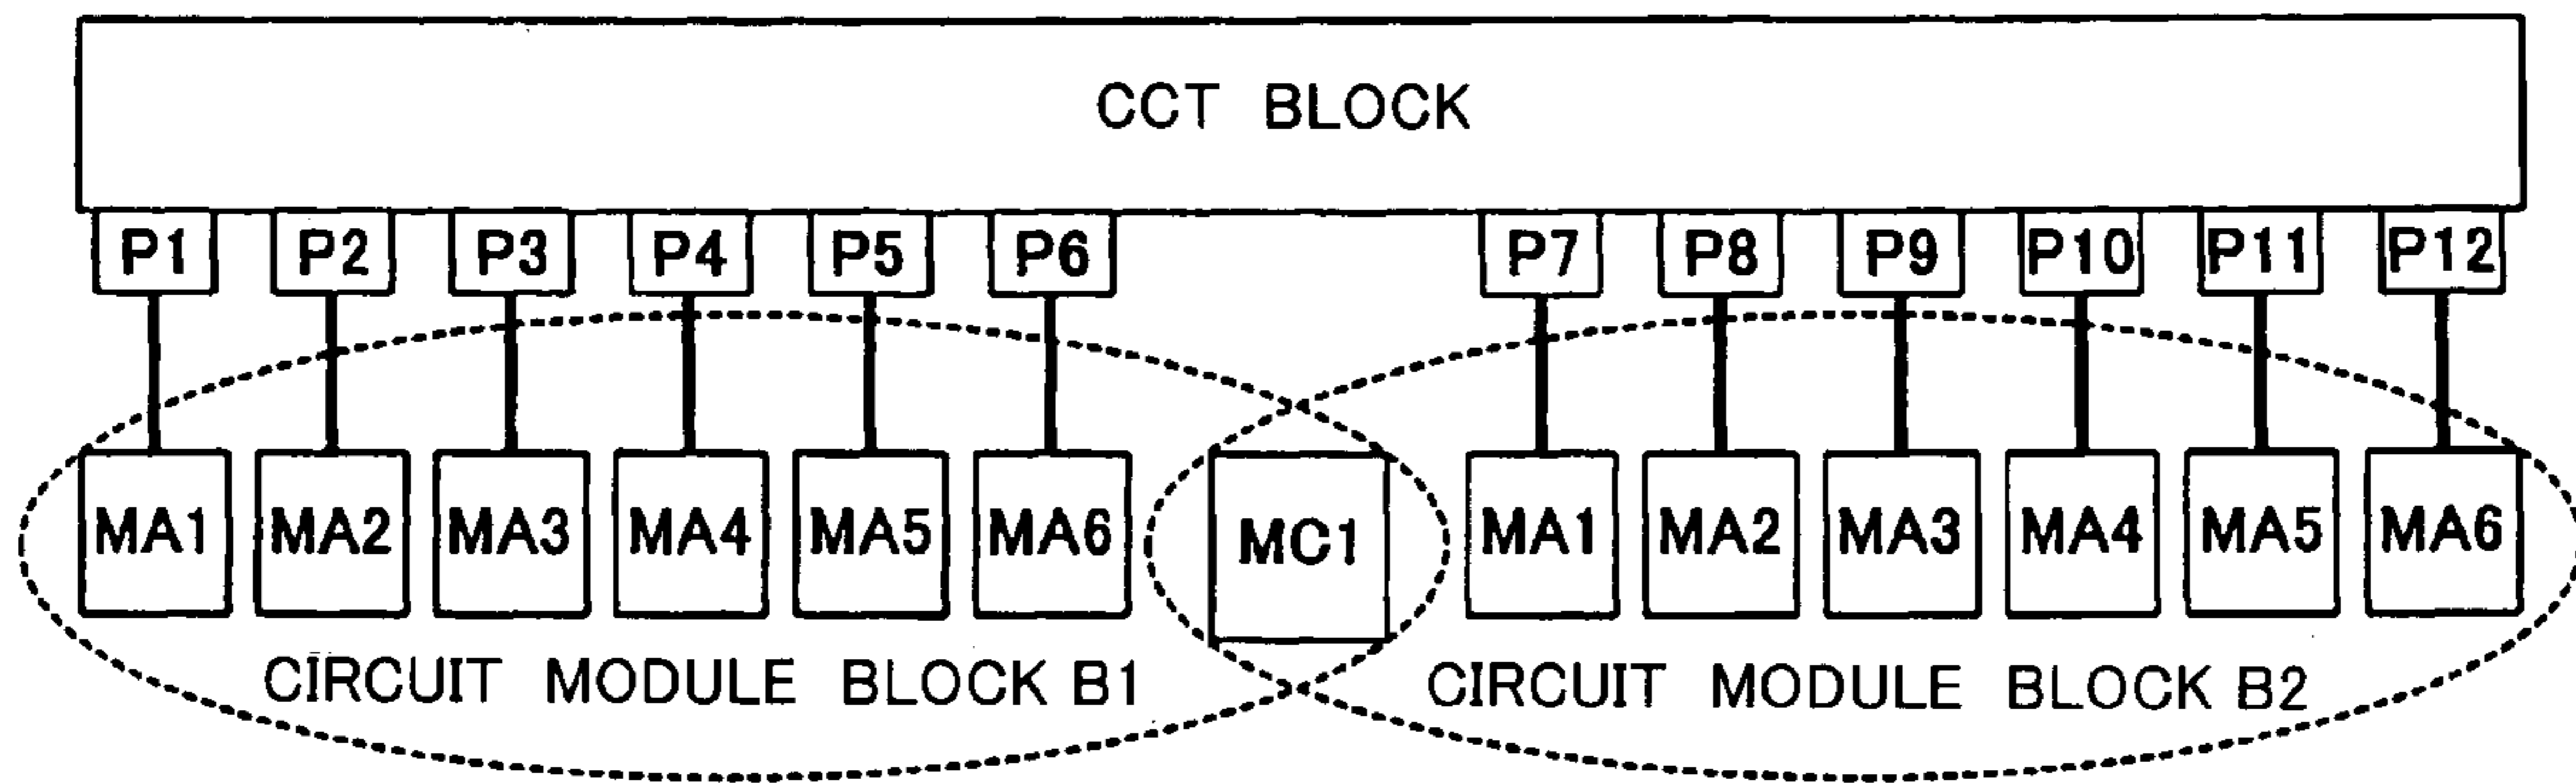 CCT BLOCK
P1 P2 P3 P4 P5 P6 P7 P8 P9 P10 P11 P12
MA1 MA2 MA3 MA4 MA5 MA6 MC1 MA1 MA2 MA3 MA4 MA5 MA6
CIRCUIT MODULE BLOCK B1 CIRCUIT MODULE BLOCK B2